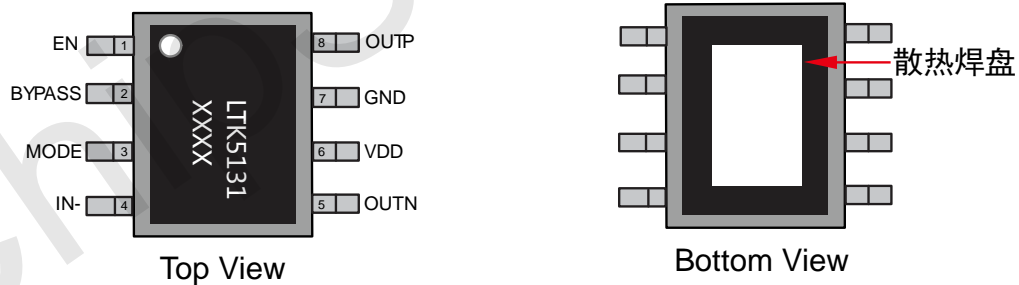 EN 1 8 OUTP
BYPASS 2 7 GND
MODE 3 6 VDD
IN- 4 5 OUTN
LTK5131
XXXX
Top View
散热焊盘
Bottom View